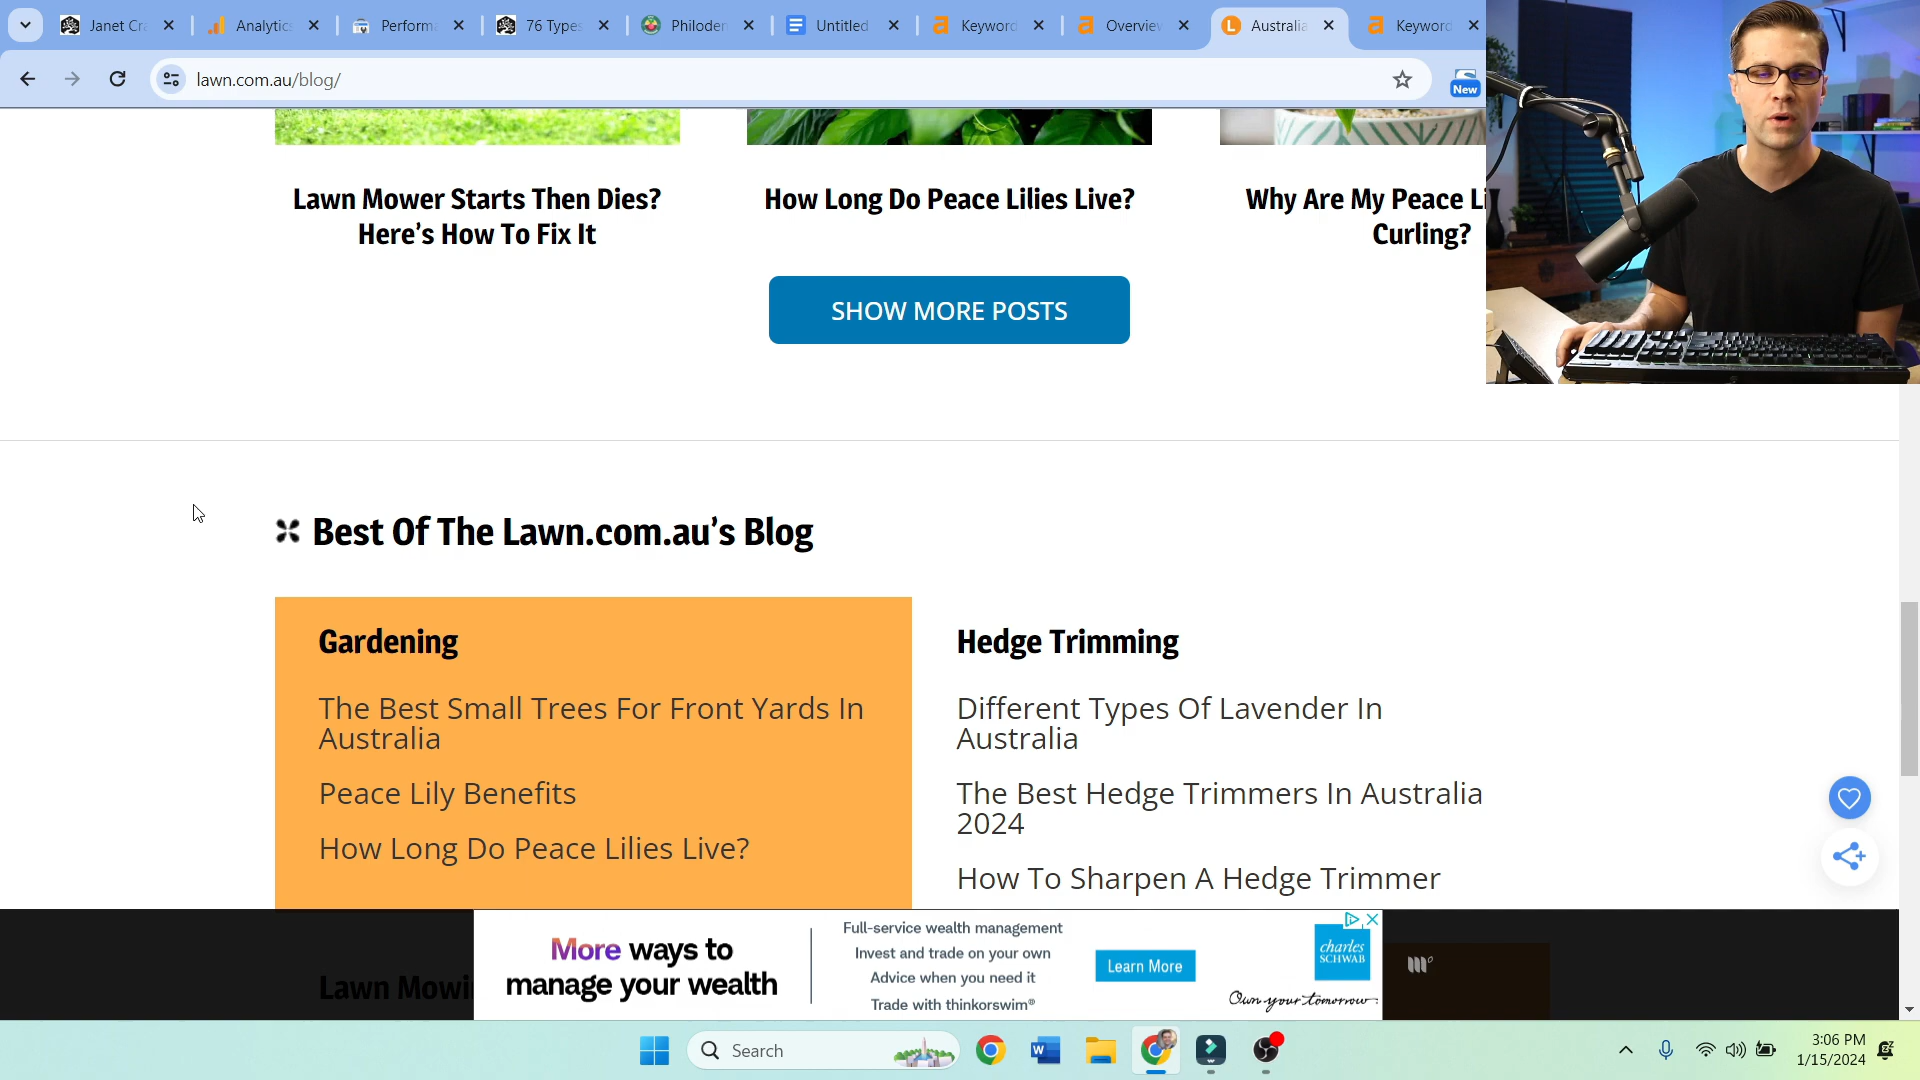 Janet Cra
Analytics
Performa
76 Types
Philoden
Untitled
Keyword
Overview
Australia
Keyword
lawn.com.au/blog/
New
Lawn Mower Starts Then Dies?
Here's How To Fix It
How Long Do Peace Lilies Live?
Why Are My Peace Li
Curling?
SHOW MORE POSTS
Best Of The Lawn.com.au's Blog
Gardening
The Best Small Trees For Front Yards In
Australia
Peace Lily Benefits
How Long Do Peace Lilies Live?
Hedge Trimming
Different Types Of Lavender In
Australia
The Best Hedge Trimmers In Australia
2024
How To Sharpen A Hedge Trimmer
Lawn Mowi
More ways to
manage your wealth
Full-service wealth management
Invest and trade on your own
Advice when you need it
Trade with thinkorswim®
Learn More
charles
SCHWAB
Own your tomorrow.
Search
3:06 PM
1/15/2024